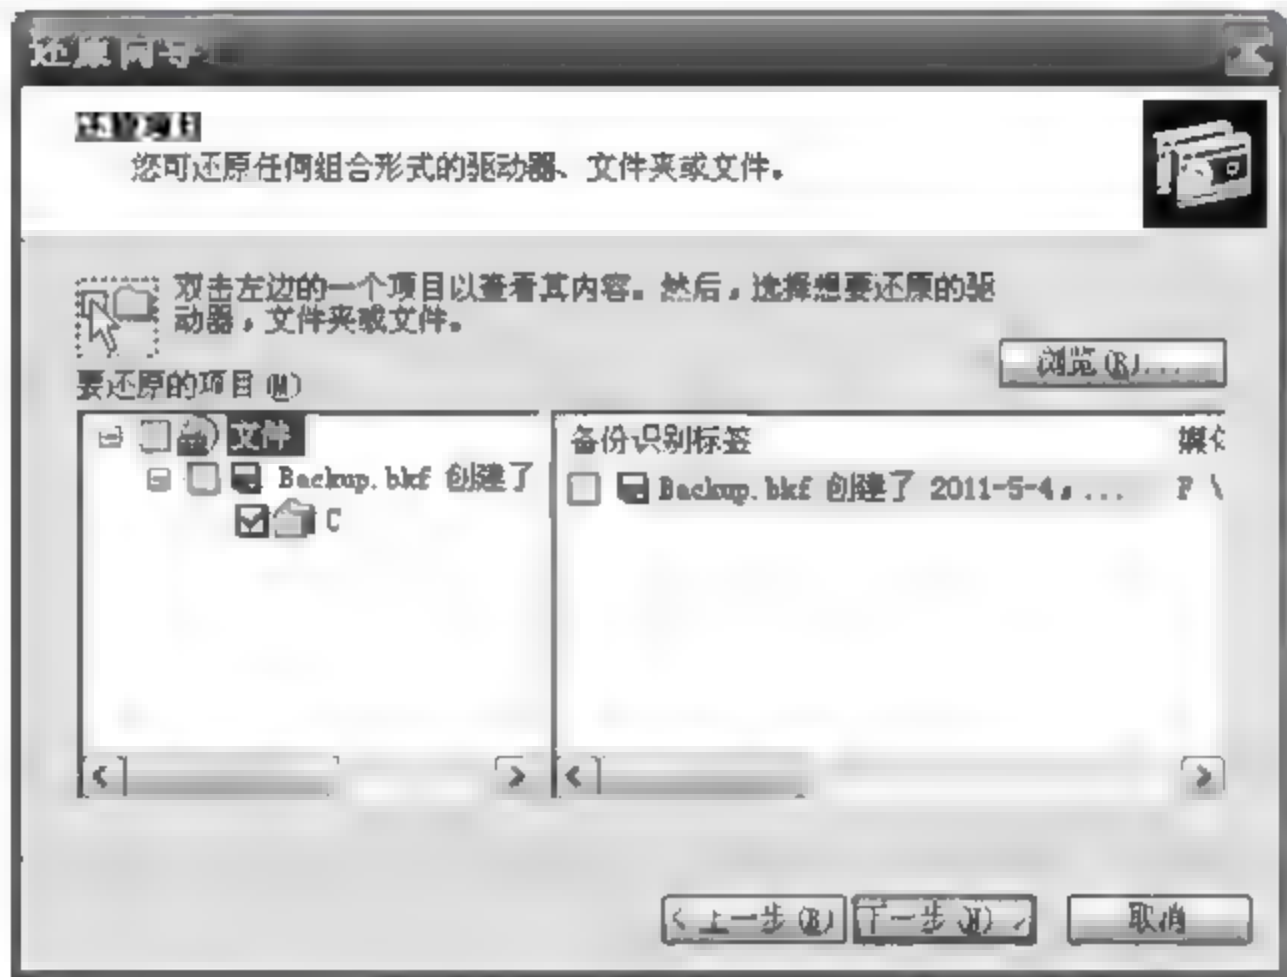 还原向导
还原项目
您可还原任何组合形式的驱动器、文件夹或文件。
双击左边的一个项目以查看其内容。然后，选择想要还原的驱
动器，文件夹或文件。
浏览(R)...
要还原的项目(M)
文件
Backup.bkf 创建了
C
备份识别标签
Backup.bkf 创建了 2011-5-4，...
F \
< 上一步(B)
下一步(N) >
取消